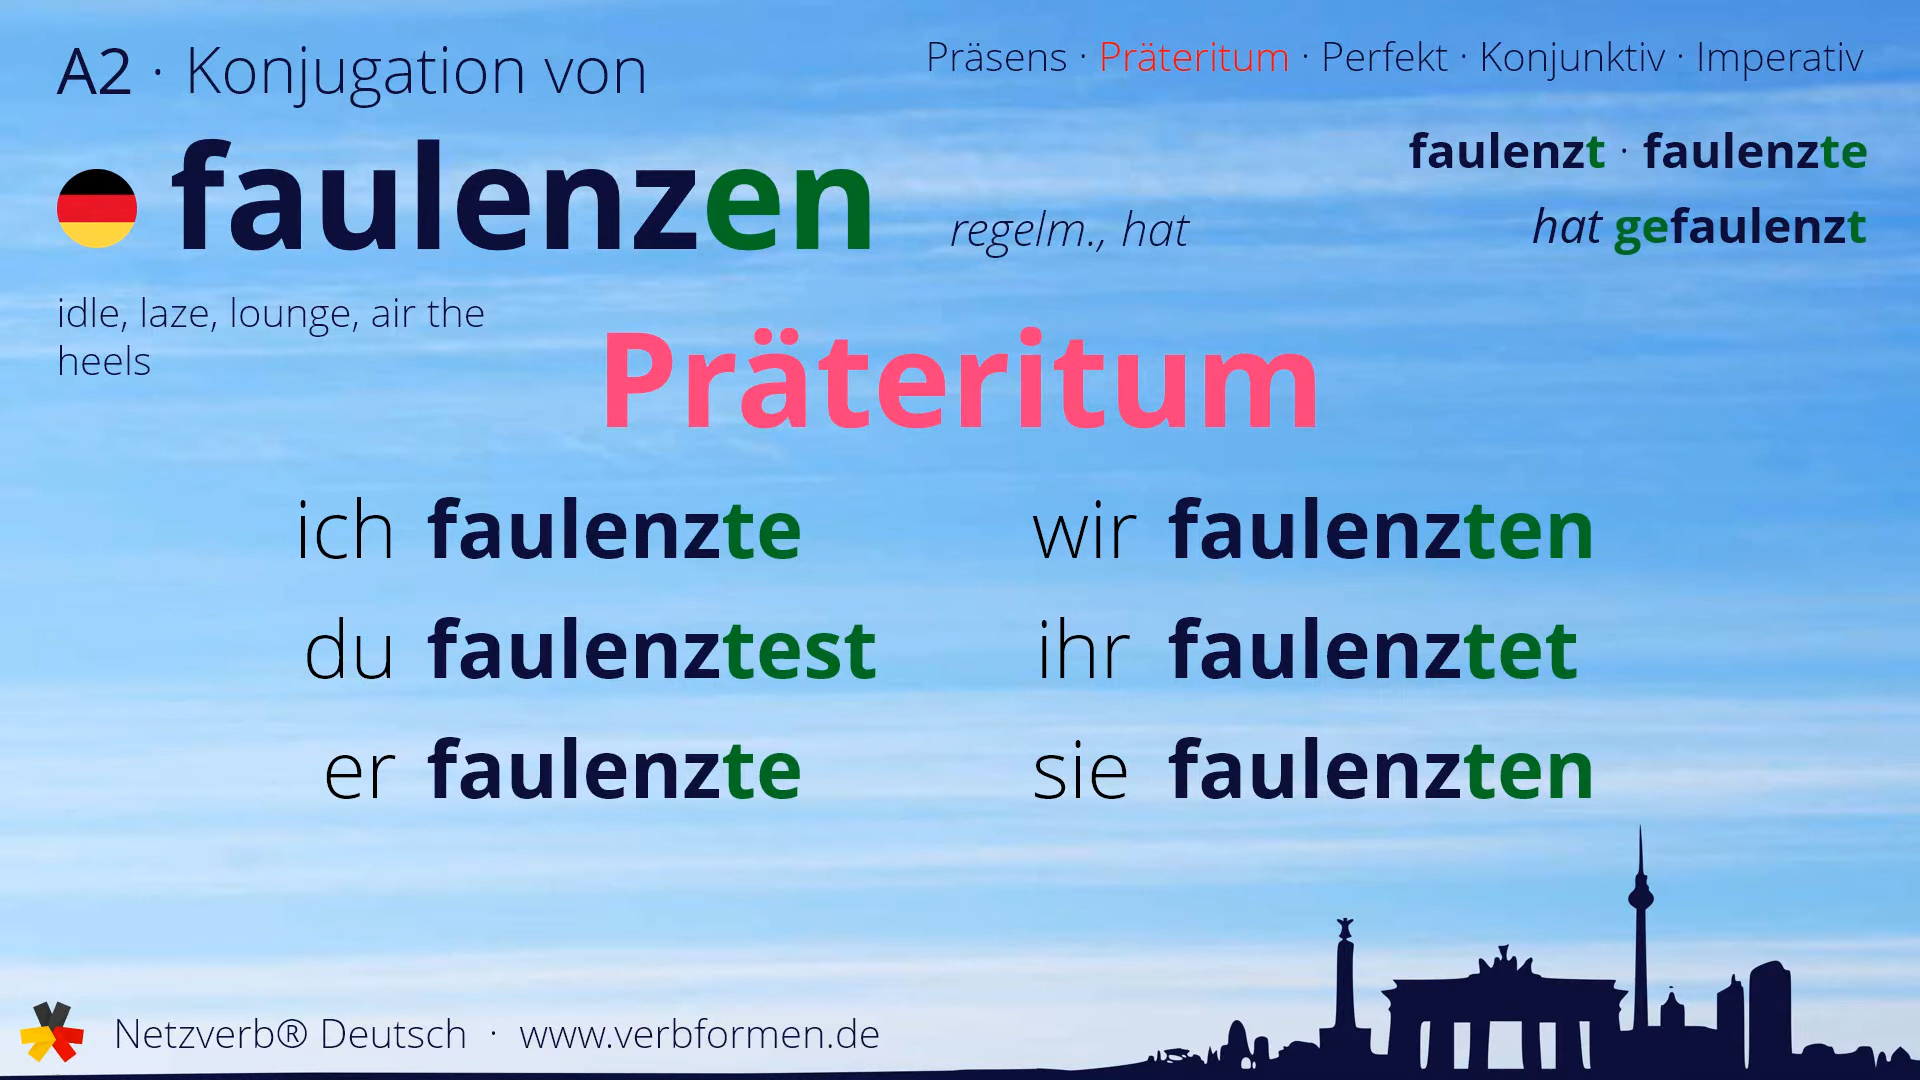 A2 · Konjugation von
Präsens · Präteritum · Perfekt · Konjunktiv · Imperativ
faulenzen
regelm., hat
faulenzt · faulenzte
hat gefaulenzt
idle, laze, lounge, air the
heels
Präteritum
ich faulenzte
du faulenztest
er faulenzte
wir faulenzten
ihr faulenztet
sie faulenzten
Netzverb® Deutsch · www.verbformen.de